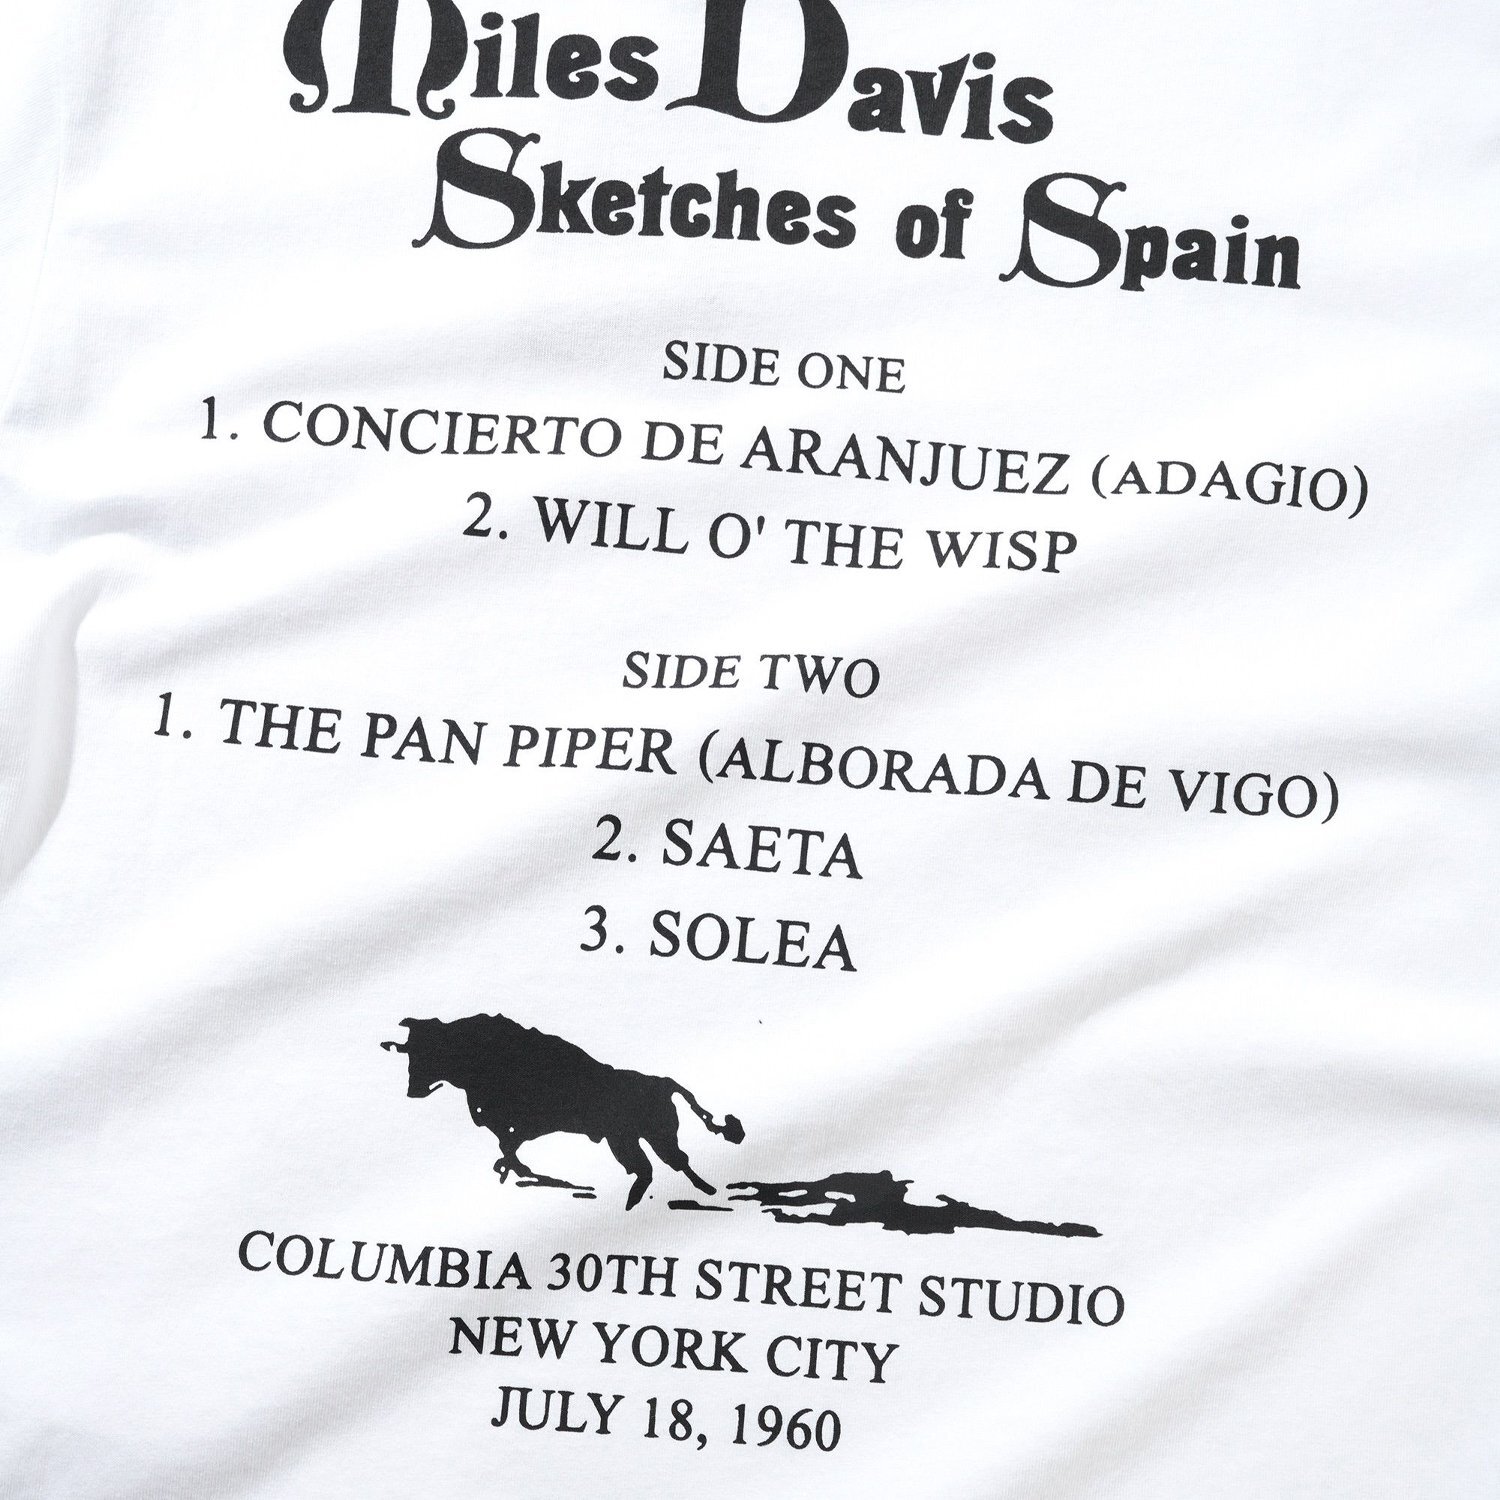 Miles Davis
Sketches of Spain
SIDE ONE
1. CONCIERTO DE ARANJUEZ (ADAGIO)
2. WILL O' THE WISP
SIDE TWO
1. THE PAN PIPER (ALBORADA DE VIGO)
2. SAETA
3. SOLEA
COLUMBIA 30TH STREET STUDIO
NEW YORK CITY
JULY 18, 1960